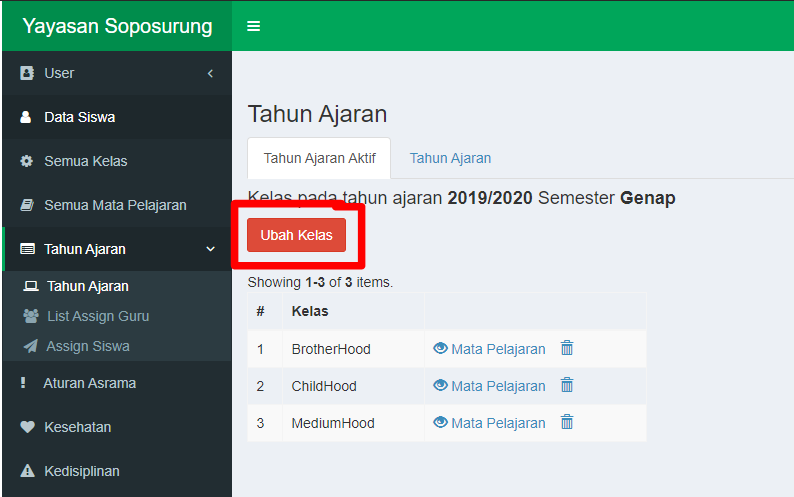 Yayasan Soposurung
User
Data Siswa
Semua Kelas
Semua Mata Pelajaran
Tahun Ajaran
Tahun Ajaran
List Assign Guru
Assign Siswa
Aturan Asrama
Kesehatan
Kedisiplinan
Tahun Ajaran
Tahun Ajaran Aktif Tahun Ajaran
Kelas pada tahun ajaran 2019/2020 Semester Genap
Ubah Kelas
Showing 1-3 of 3 items.
# Kelas
1 BrotherHood Mata Pelajaran
2 ChildHood Mata Pelajaran
3 MediumHood Mata Pelajaran